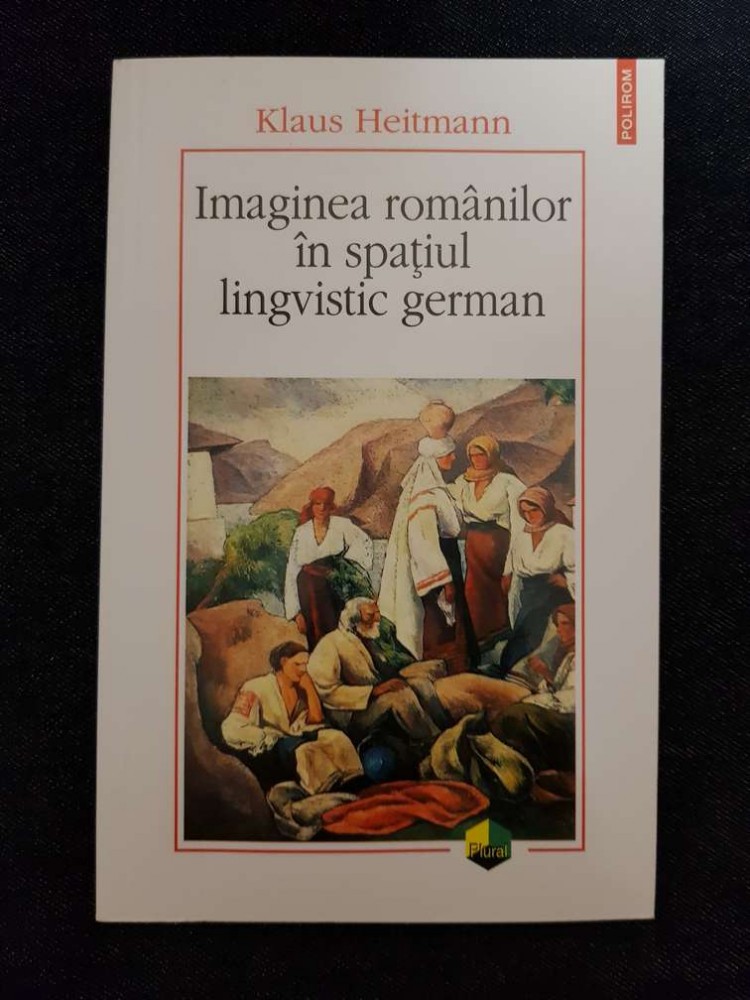 POLIROM
Klaus Heitmann
Imaginea românilor
în spaţiul
lingvistic german
Plural